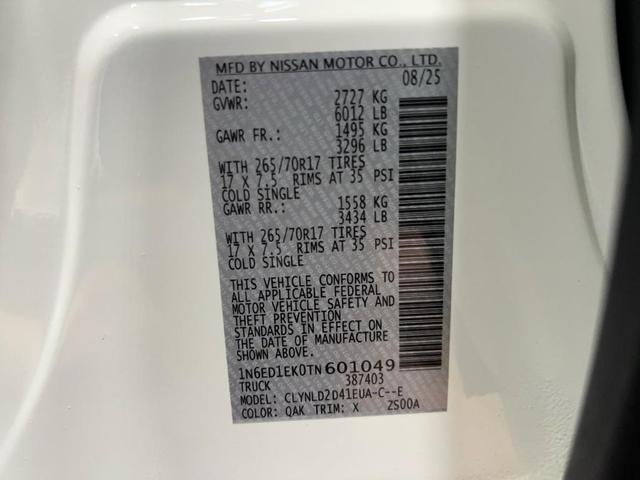 MFD BY NISSAN MOTOR CO., LTD.
DATE: 08/25
GVWR: 2727 KG
6012 LB
GAWR FR.: 1495 KG
3296 LB
WITH 265/70R17 TIRES
17 X 7.5 RIMS AT 35 PSI
COLD SINGLE
GAWR RR.: 1558 KG
3434 LB
WITH 265/70R17 TIRES
17 X 7.5 RIMS AT 35 PSI
COLD SINGLE
THIS VEHICLE CONFORMS TO
ALL APPLICABLE FEDERAL
MOTOR VEHICLE SAFETY AND
THEFT PREVENTION
STANDARDS IN EFFECT ON
THE DATE OF MANUFACTURE
SHOWN ABOVE.
1N6ED1EK0TN601049
TRUCK 387403
MODEL: CLYNLD2D41EUA-C--E
COLOR: QAK TRIM: X ZS00A